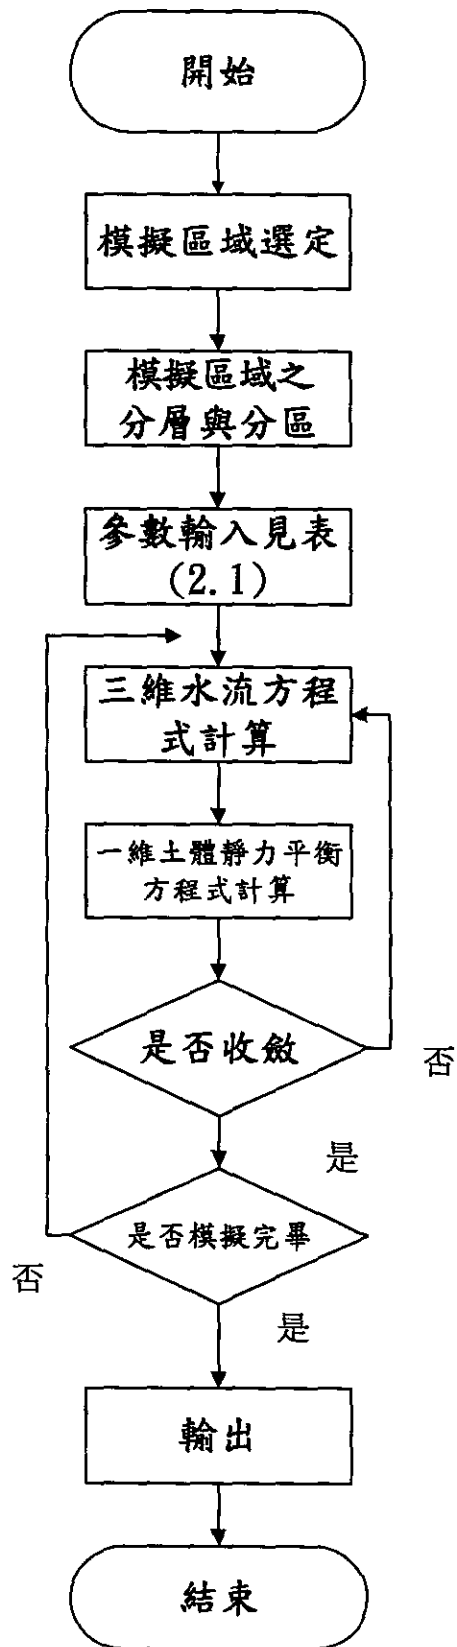 開始
模擬區域選定
模擬區域之
分層與分區
參數輸入見表
(2.1)
三維水流方程
式計算
一維土體靜力平衡
方程式計算
是否收斂
否
是
是否模擬完畢
否
是
輸出
結束